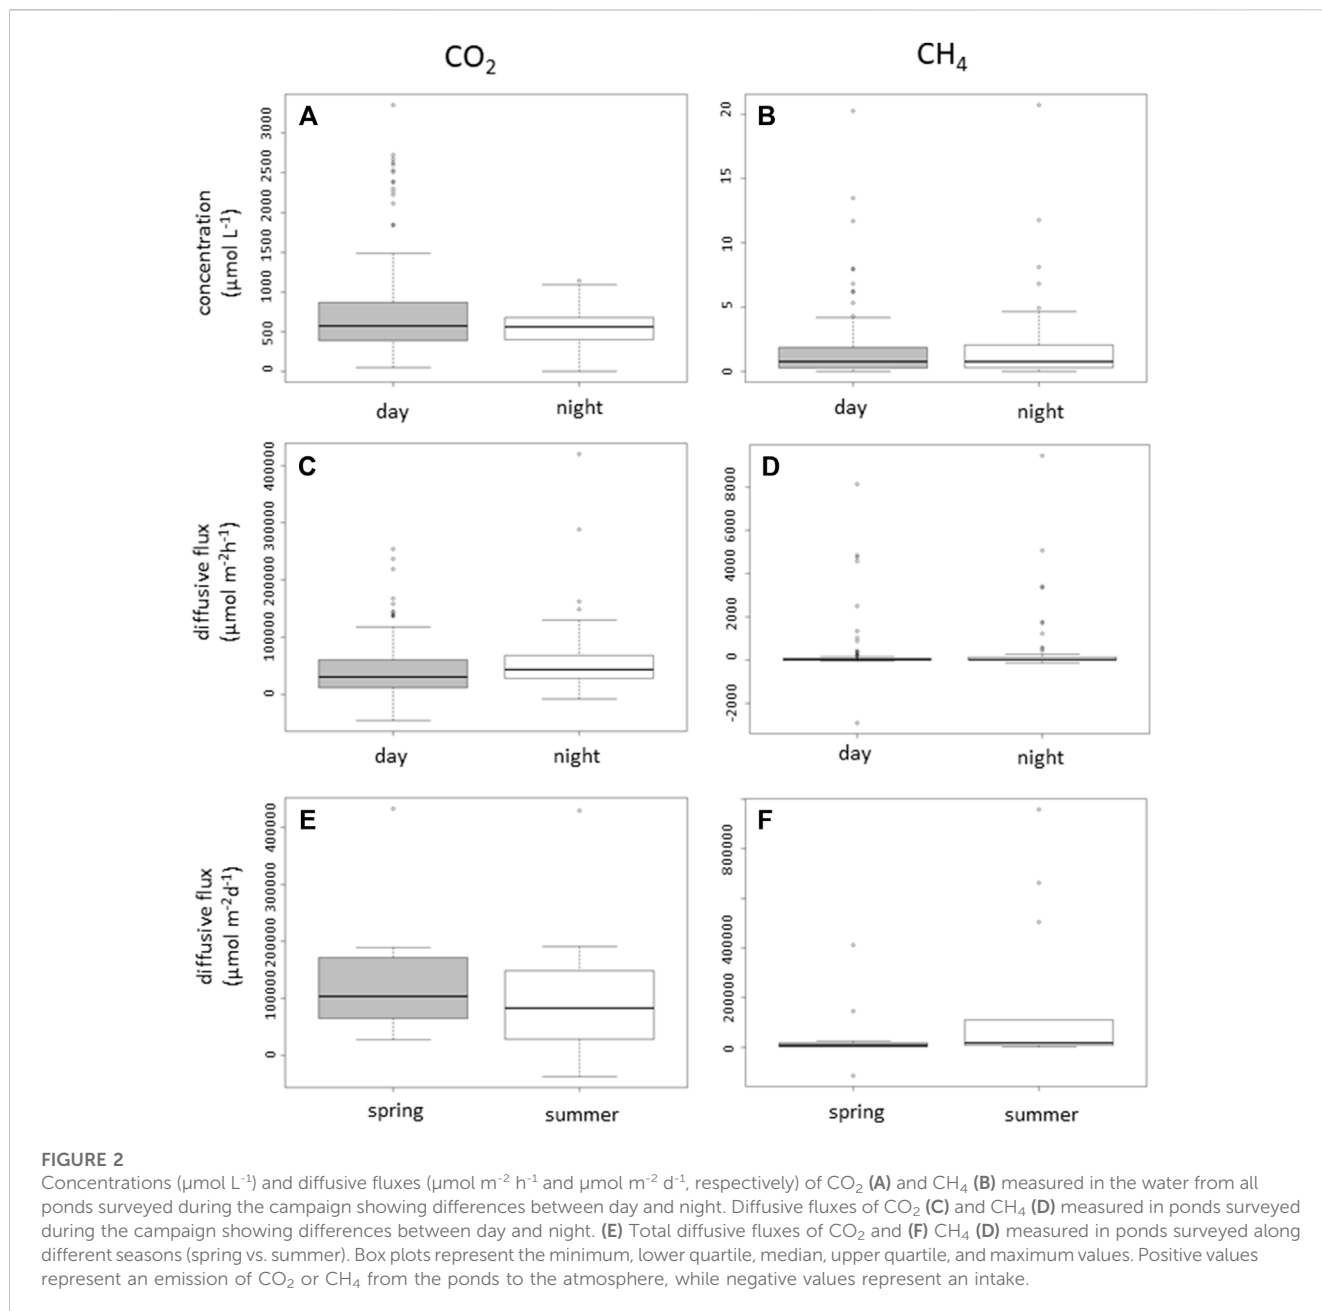 CO₂ CH₄
A
3000
2500
2000
1500
1000
500
0
concentration
(µmol L⁻¹)
day night
B
20
15
10
5
0
day night
C
400000
300000
200000
100000
0
diffusive flux
(µmol m⁻²h⁻¹)
day night
D
8000
6000
4000
2000
0
-2000
day night
E
400000
300000
200000
100000
0
diffusive flux
(µmol m⁻²d⁻¹)
spring summer
F
800000
400000
200000
0
spring summer
FIGURE 2
Concentrations (µmol L⁻¹) and diffusive fluxes (µmol m⁻² h⁻¹ and µmol m⁻² d⁻¹, respectively) of CO₂ (A) and CH₄ (B) measured in the water from all
ponds surveyed during the campaign showing differences between day and night. Diffusive fluxes of CO₂ (C) and CH₄ (D) measured in ponds surveyed
during the campaign showing differences between day and night. (E) Total diffusive fluxes of CO₂ and (F) CH₄ (D) measured in ponds surveyed along
different seasons (spring vs. summer). Box plots represent the minimum, lower quartile, median, upper quartile, and maximum values. Positive values
represent an emission of CO₂ or CH₄ from the ponds to the atmosphere, while negative values represent an intake.